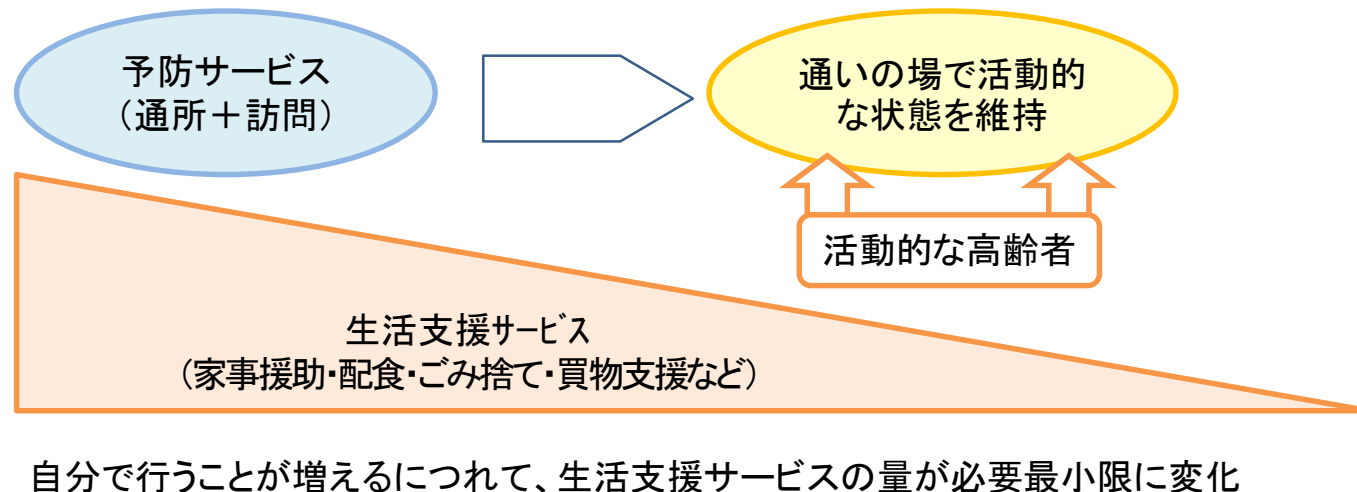 予防サービス
（通所＋訪問）
通いの場で活動的
な状態を維持
活動的な高齢者
生活支援ｻｰﾋﾞｽ
（家事援助・配食・ごみ捨て・買物支援など）
自分で行うことが増えるにつれて、生活支援サービスの量が必要最小限に変化